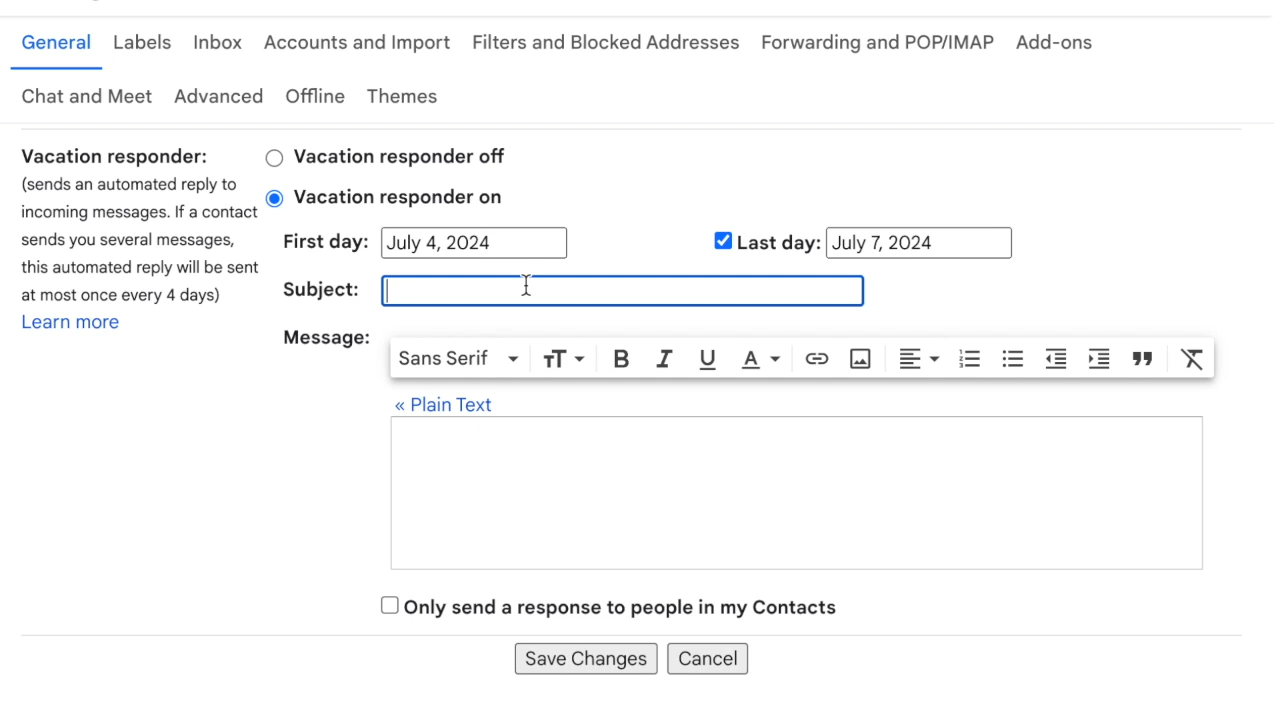 General Labels Inbox Accounts and Import Filters and Blocked Addresses Forwarding and POP/IMAP Add-ons
Chat and Meet Advanced Offline Themes
Vacation responder:
(sends an automated reply to
incoming messages. If a contact
sends you several messages,
this automated reply will be sent
at most once every 4 days)
Learn more
Vacation responder off
Vacation responder on
First day: July 4, 2024 Last day: July 7, 2024
Subject:
Message:
Sans Serif
« Plain Text
Only send a response to people in my Contacts
Save Changes Cancel